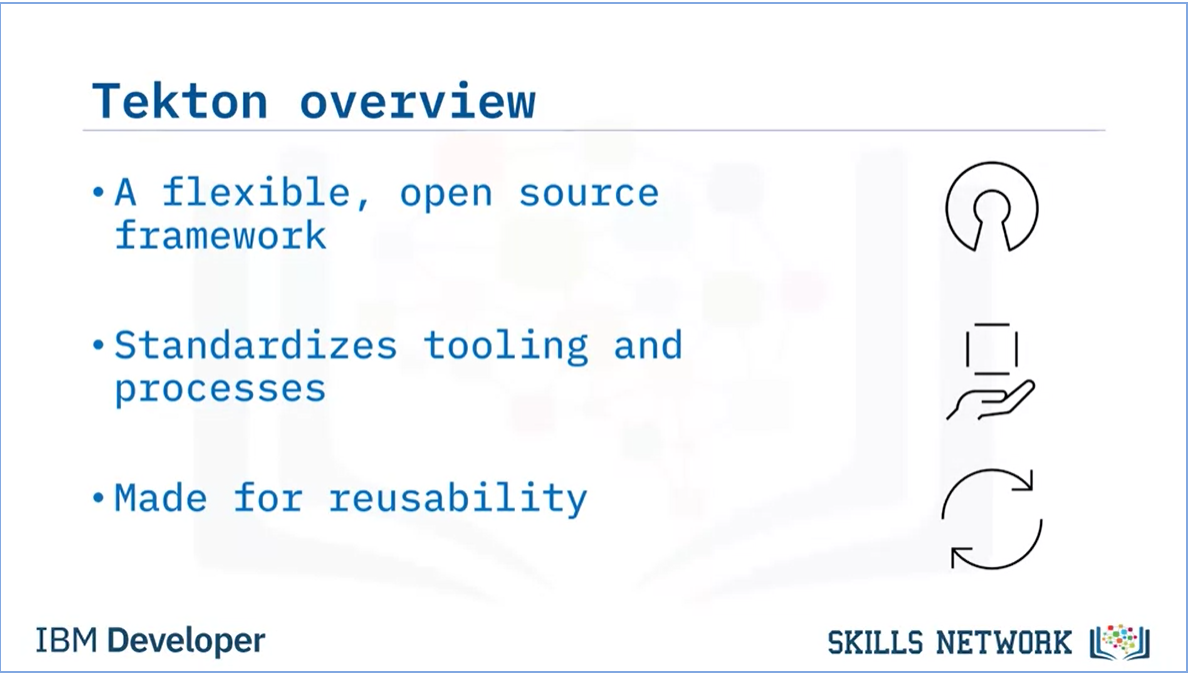 Tekton overview
• A flexible, open source
framework
• Standardizes tooling and
processes
• Made for reusability
IBM Developer
SKILLS NETWORK